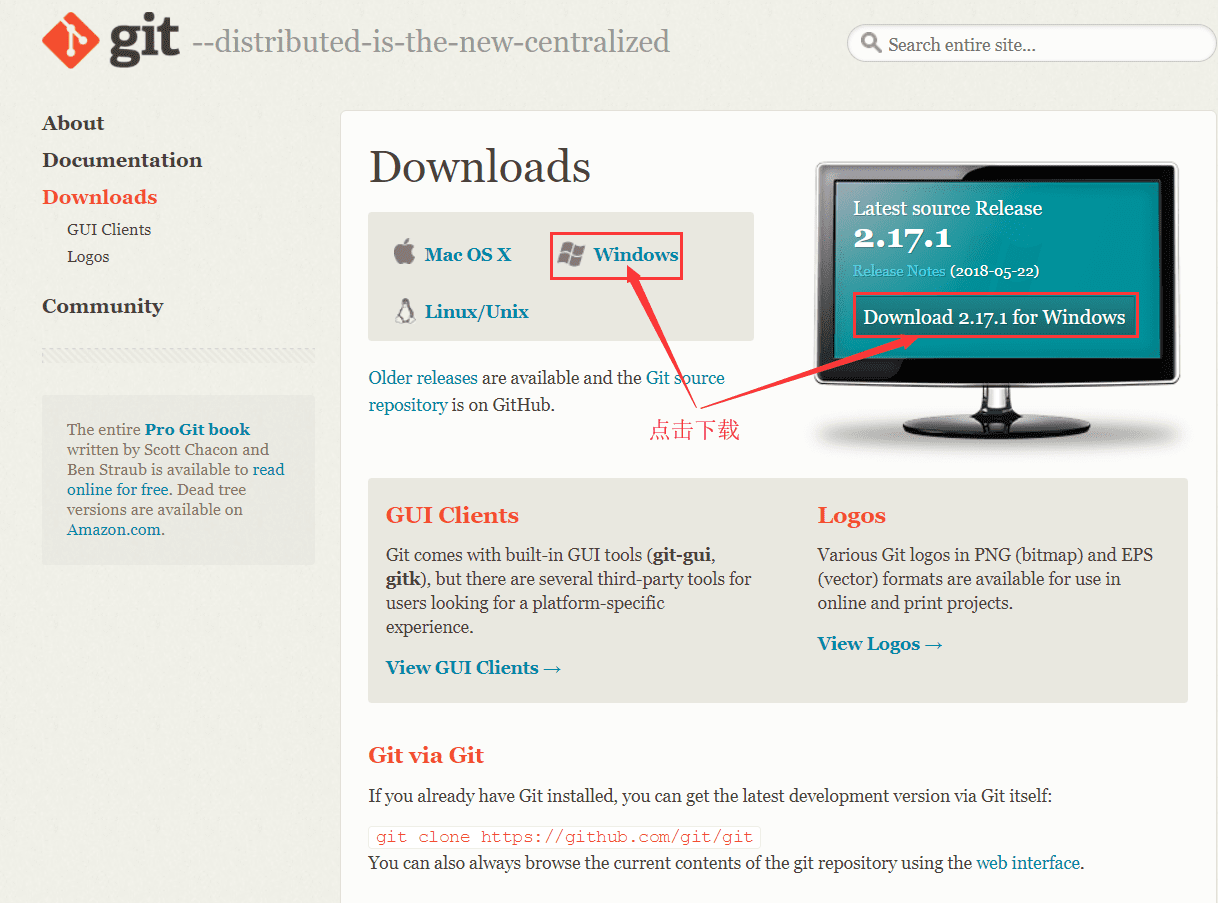 git --distributed-is-the-new-centralized
Search entire site...
About
Documentation
Downloads
GUI Clients
Logos
Community
The entire Pro Git book
written by Scott Chacon and
Ben Straub is available to read
online for free. Dead tree
versions are available on
Amazon.com.
Downloads
Mac OS X
Windows
Linux/Unix
Older releases are available and the Git source
repository is on GitHub.
Latest source Release
2.17.1
Release Notes (2018-05-22)
Download 2.17.1 for Windows
点击下载
GUI Clients
Git comes with built-in GUI tools (git-gui,
gitk), but there are several third-party tools for
users looking for a platform-specific
experience.
View GUI Clients →
Logos
Various Git logos in PNG (bitmap) and EPS
(vector) formats are available for use in
online and print projects.
View Logos →
Git via Git
If you already have Git installed, you can get the latest development version via Git itself:
git clone https://github.com/git/git
You can also always browse the current contents of the git repository using the web interface.